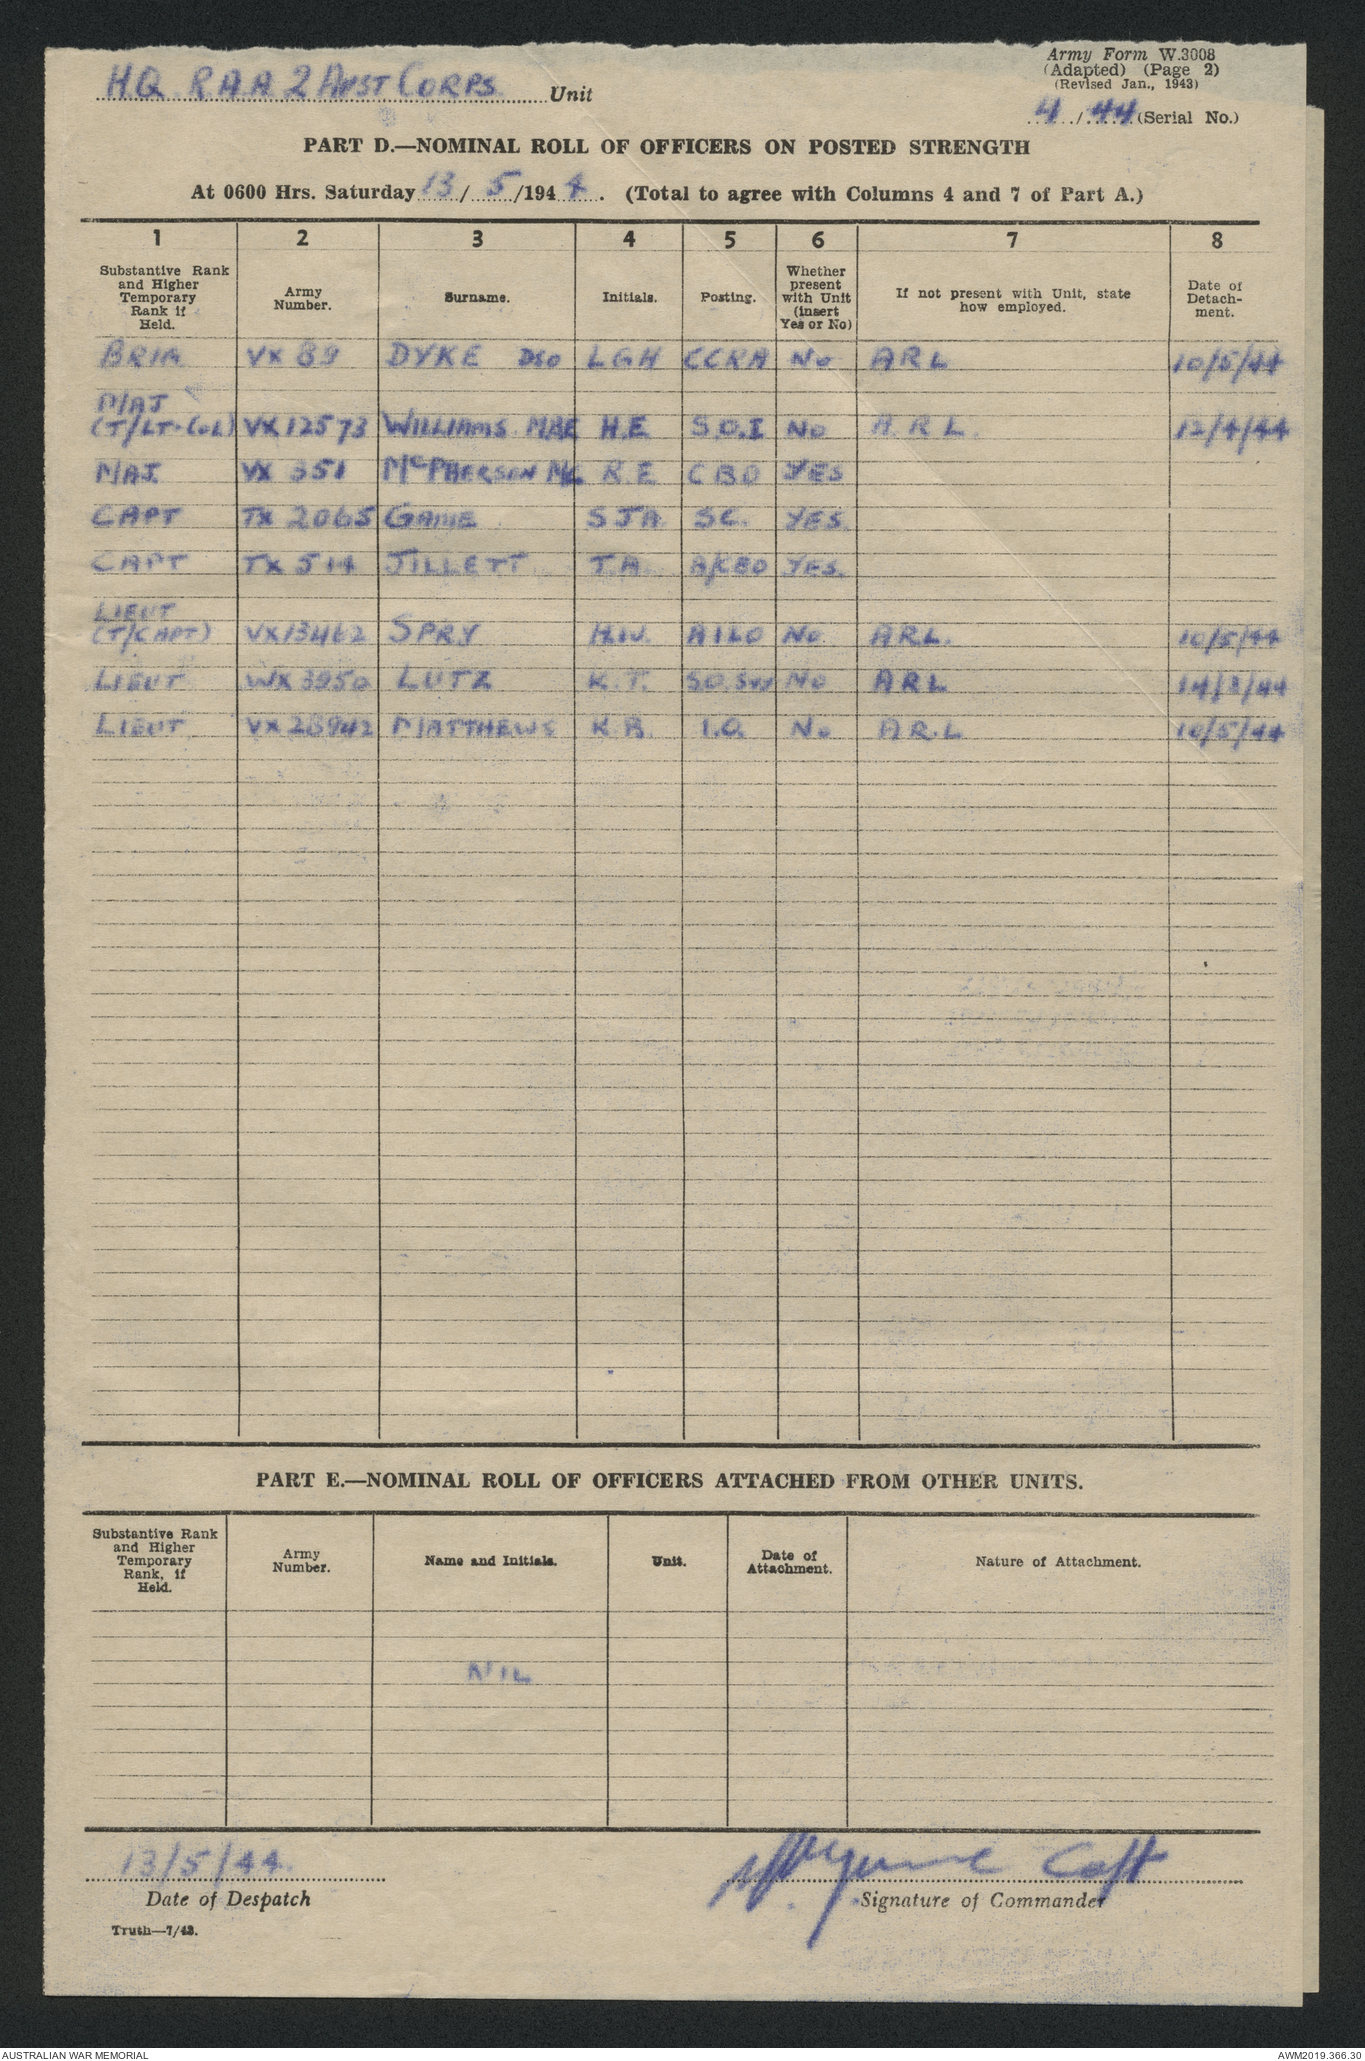 Army Form W.3008
(Adapted) (Page 2)
(Revised Jan., 1943)
H.Q. R.A.A 2 AUST CORPS Unit
4/44 (Serial No.)
PART D.—NOMINAL ROLL OF OFFICERS ON POSTED STRENGTH
At 0600 Hrs. Saturday 13/5/1944. (Total to agree with Columns 4 and 7 of Part A.)
1 2 3 4 5 6 7 8
Substantive Rank and Higher Temporary Rank if Held. Army Number. Surname. Initials. Posting. Whether present with Unit (insert Yes or No) If not present with Unit, state how employed. Date of Detachment.
BRIG VX 89 DYKE DSO LGH CCRA No ARL 10/5/44
MAJ
(T/LT-COL) VX12573 WILLIAMS MBE H.E S.O.I No A.R.L. 12/4/44
MAJ. VX 351 McPHERSON MC R.E CBO YES
CAPT TX 2065 GAME SJA SC. YES.
CAPT TX 514 JILLETT T.A. A/CBO YES.
LIEUT
(T/CAPT) VX13462 SPRY H.W. AILO No. ARL. 10/5/44
LIEUT WX 3950 LUTZ K.T. S.O.Svy No ARL 14/3/44
LIEUT VX 28942 MATTHEWS K.B. I.O. No AR.L 10/5/44
PART E.—NOMINAL ROLL OF OFFICERS ATTACHED FROM OTHER UNITS.
Substantive Rank and Higher Temporary Rank, if Held. Army Number. Name and Initials. Unit. Date of Attachment. Nature of Attachment.
NIL
13/5/44. Capt
Date of Despatch Signature of Commander
Truth—7/43.
AUSTRALIAN WAR MEMORIAL AWM2019.366.30